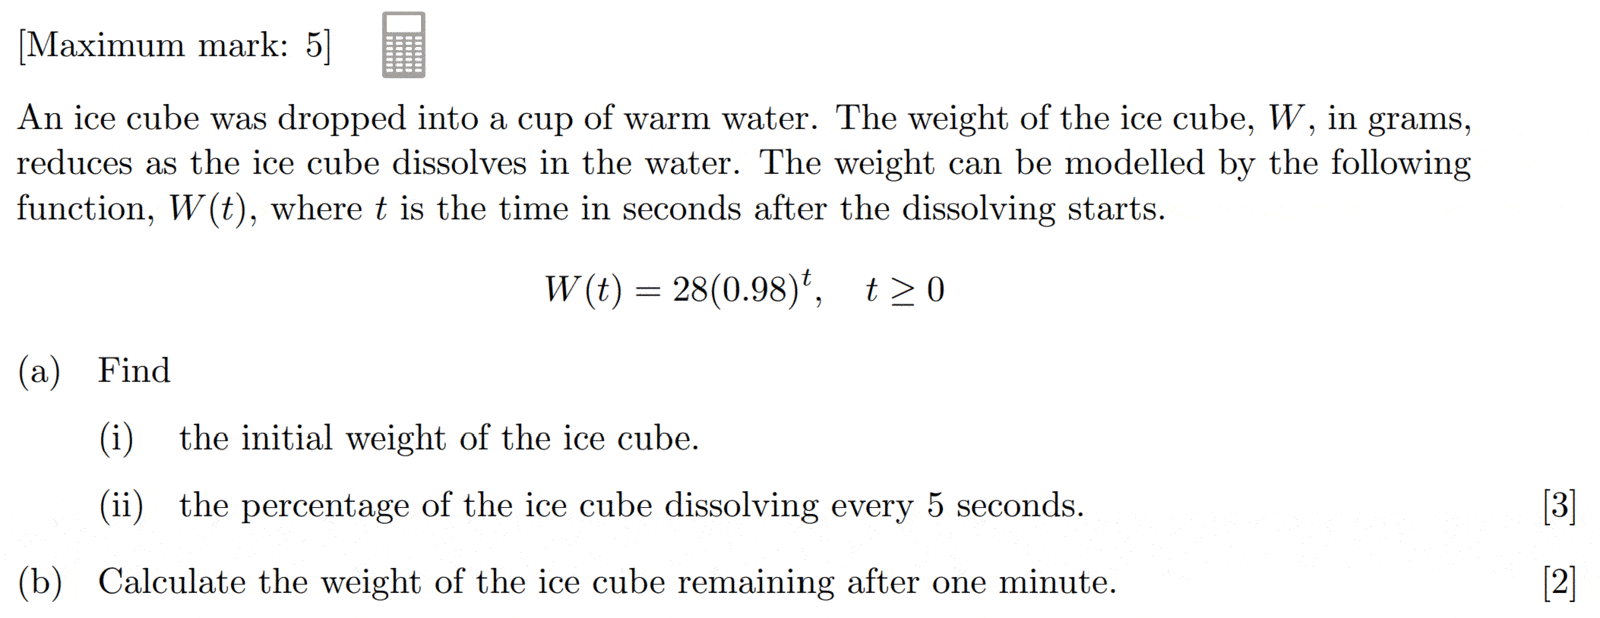 [Maximum mark: 5]
An ice cube was dropped into a cup of warm water. The weight of the ice cube, W, in grams,
reduces as the ice cube dissolves in the water. The weight can be modelled by the following
function, W(t), where t is the time in seconds after the dissolving starts.
W(t) = 28(0.98)^t, t ≥ 0
(a) Find
(i) the initial weight of the ice cube.
(ii) the percentage of the ice cube dissolving every 5 seconds. [3]
(b) Calculate the weight of the ice cube remaining after one minute. [2]